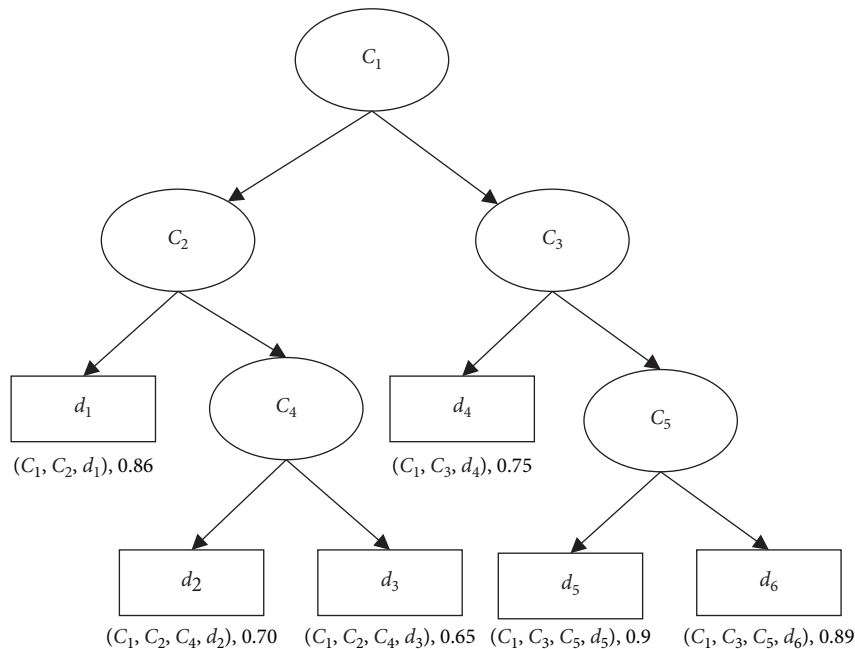 C₁
C₂
C₃
d₁
C₄
d₄
C₅
(C₁, C₂, d₁), 0.86
(C₁, C₃, d₄), 0.75
d2
d₃
d₅
d₆
(C₁, C₂, C₄, d₂), 0.70
(C₁, C₂, C₄, d₃), 0.65
(C₁, C₃, C₅, d₅), 0.9
(C₁, C₃, C₅, d₆), 0.89